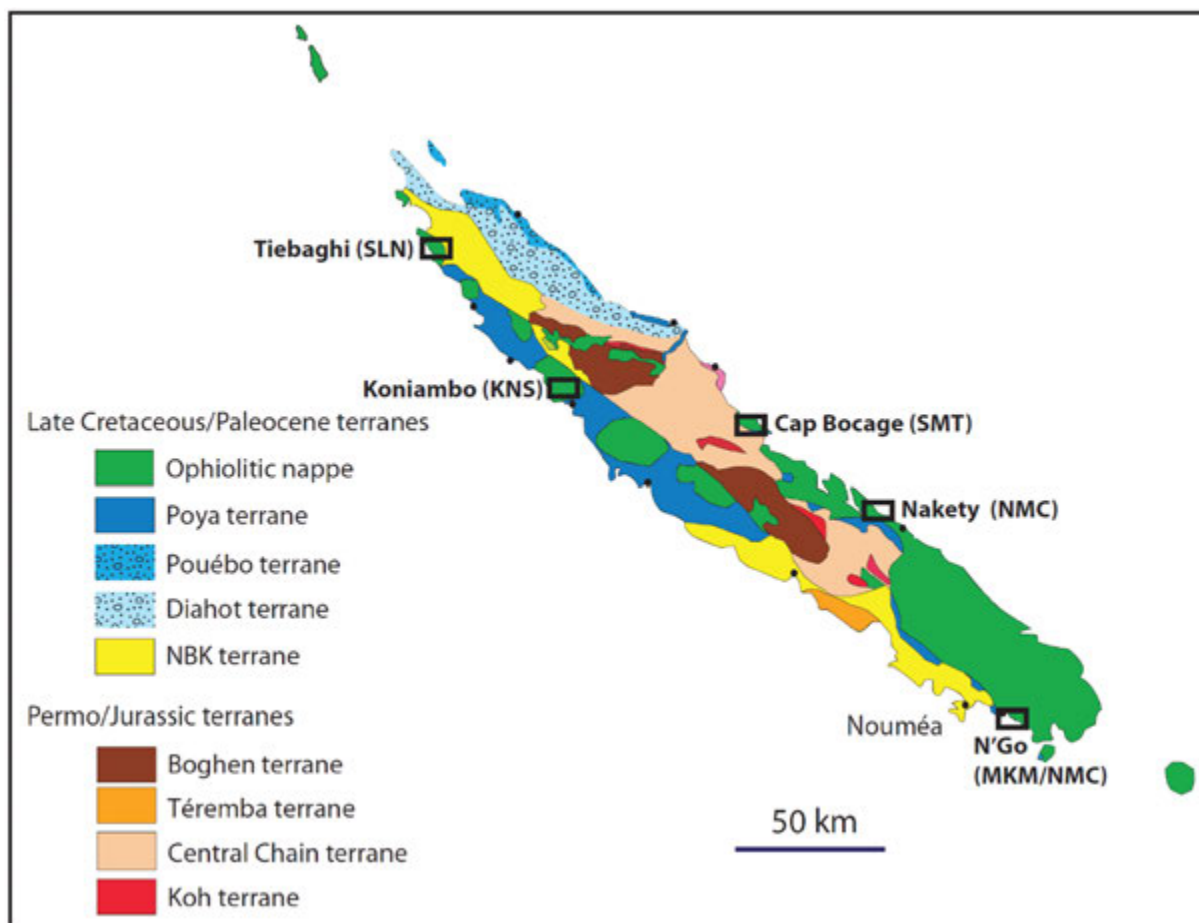 Tiebaghi (SLN)
Koniambo (KNS)
Cap Bocage (SMT)
Nakety (NMC)
Nouméa
N'Go
(MKM/NMC)
Late Cretaceous/Paleocene terranes
Ophiolitic nappe
Poya terrane
Pouébo terrane
Diahot terrane
NBK terrane
Permo/Jurassic terranes
Boghen terrane
Téremba terrane
Central Chain terrane
Koh terrane
50 km